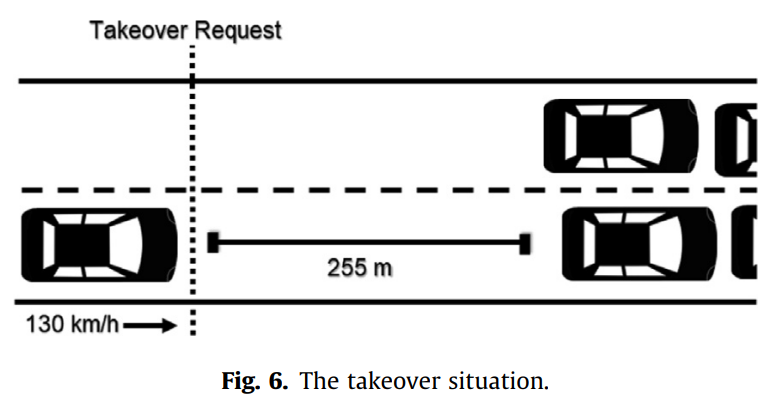 Takeover Request
255 m
130 km/h
Fig. 6. The takeover situation.